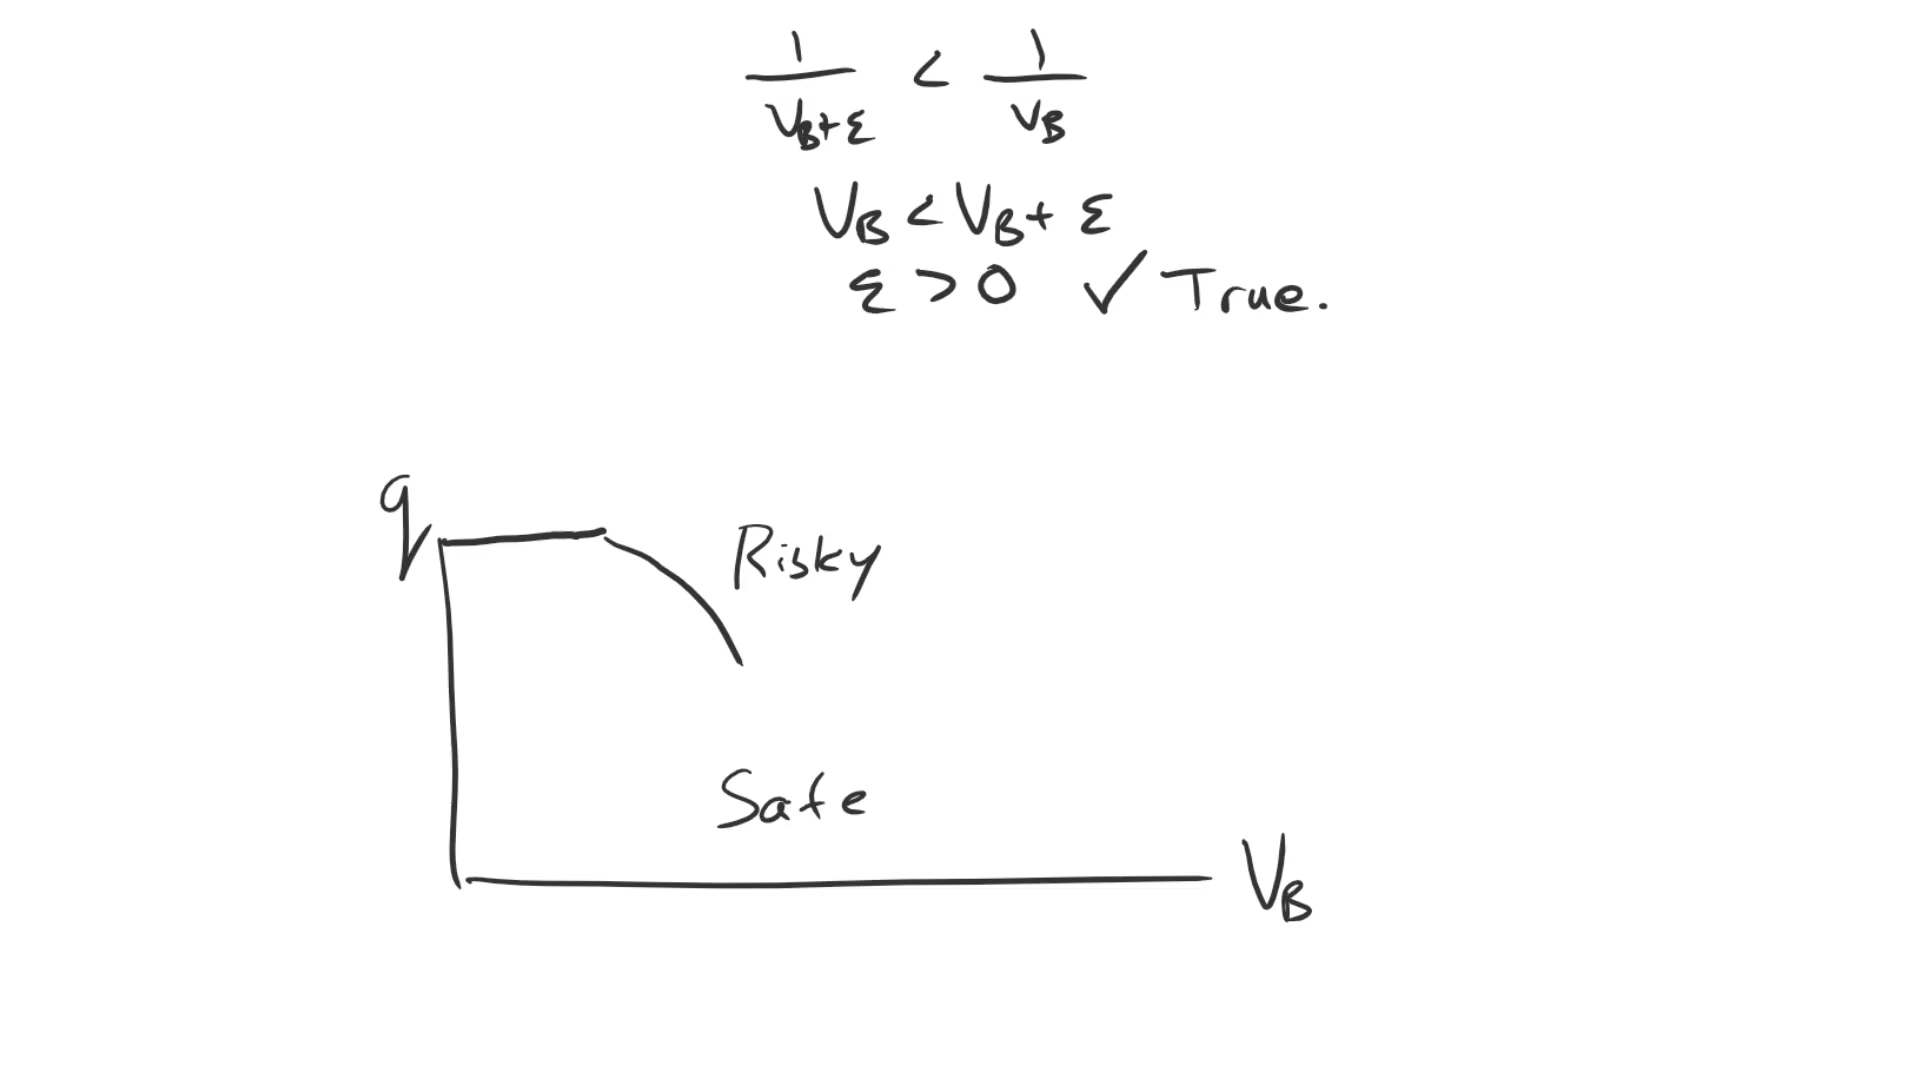 1/(V_B+ε) < 1/V_B
V_B < V_B + ε
ε > 0 ✓ True.
q
Risky
Safe
V_B